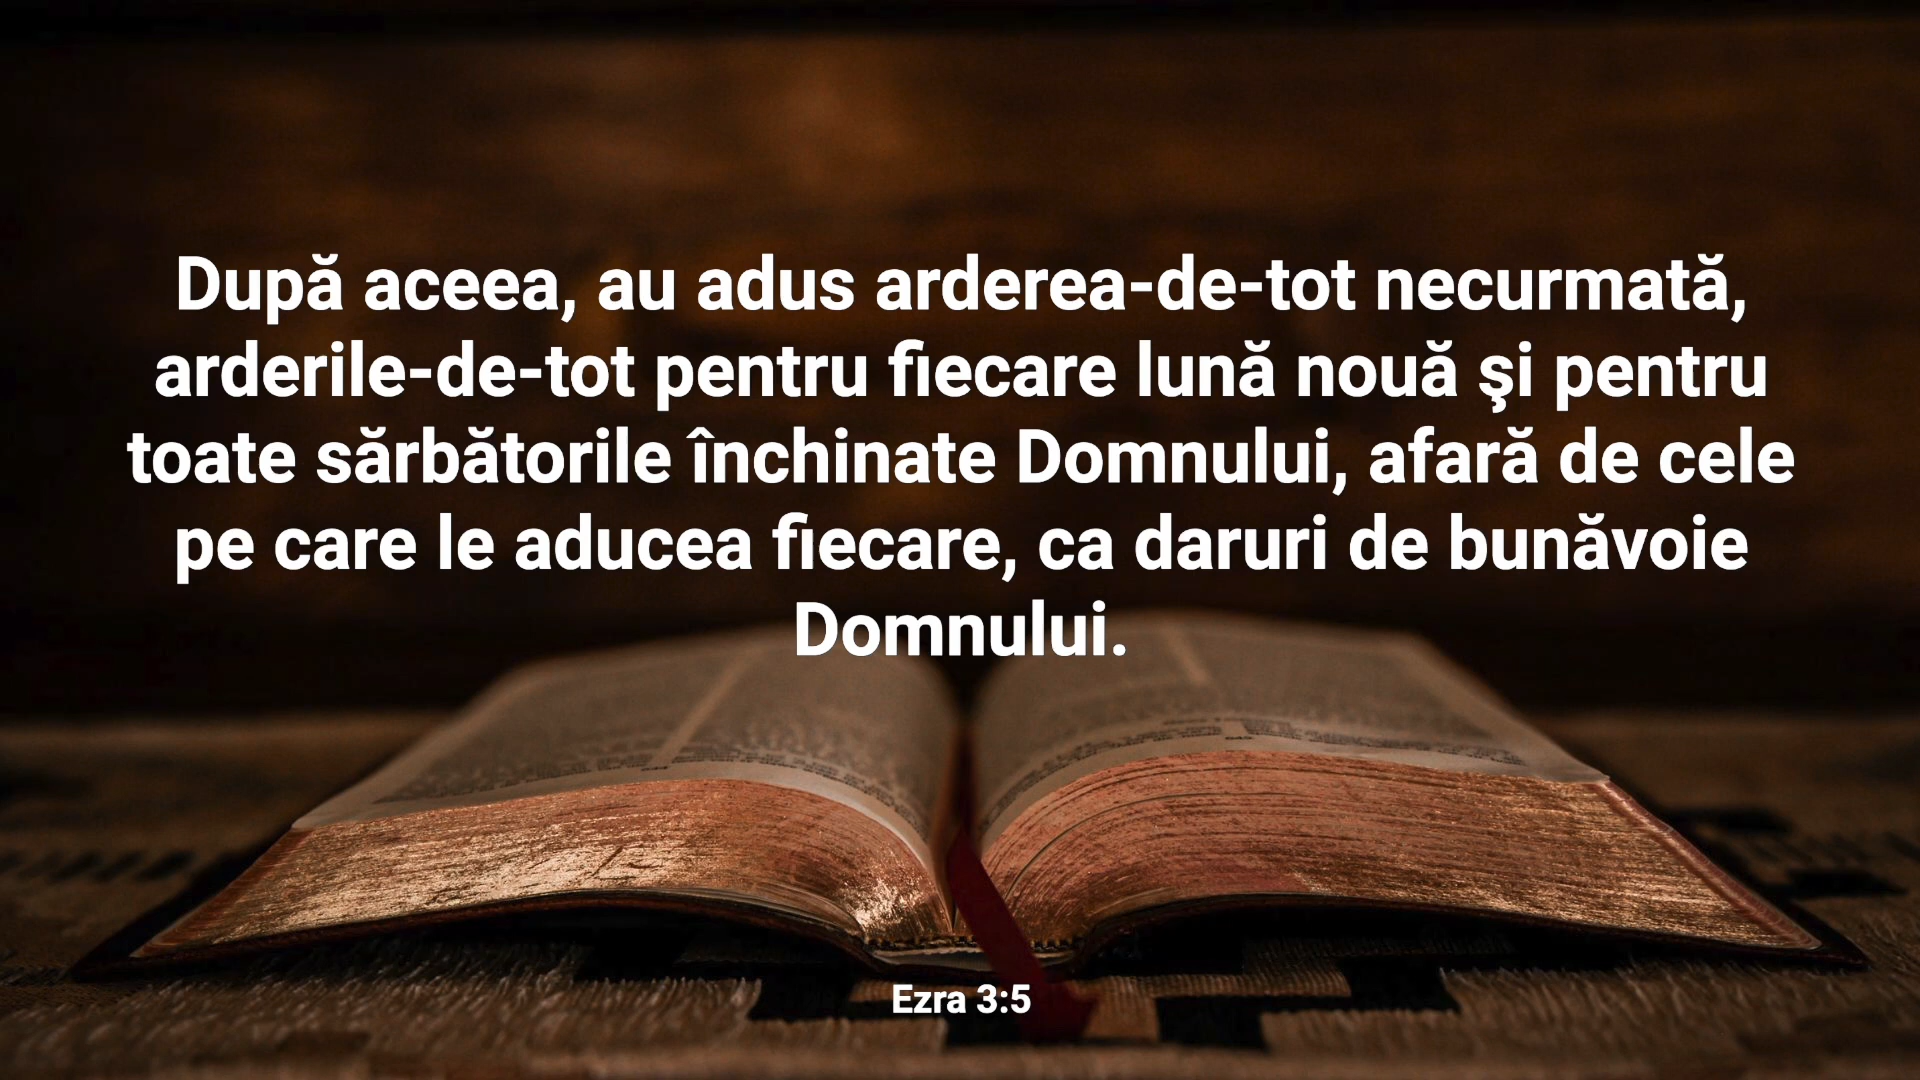 După aceea, au adus arderea-de-tot necurmată,
arderile-de-tot pentru fiecare lună nouă şi pentru
toate sărbătorile închinate Domnului, afară de cele
pe care le aducea fiecare, ca daruri de bunăvoie
Domnului.
Ezra 3:5